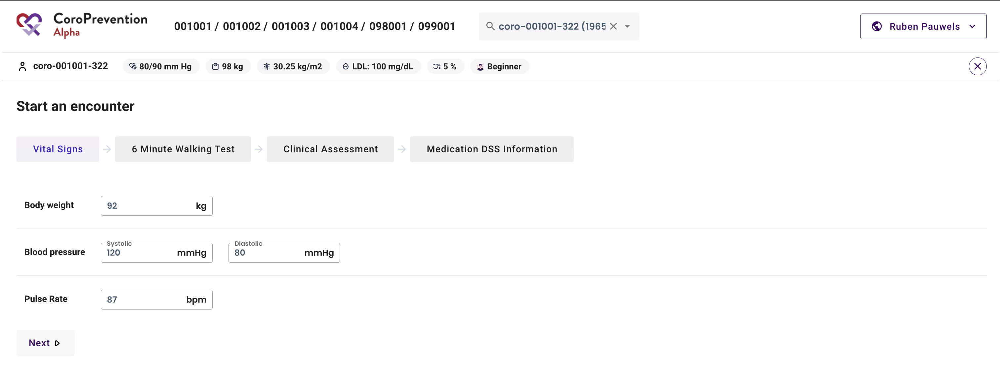 CoroPrevention
Alpha
001001 / 001002 / 001003 / 001004 / 098001 / 099001
coro-001001-322 (1965
Ruben Pauwels
coro-001001-322
80/90 mm Hg
98 kg
30.25 kg/m2
LDL: 100 mg/dL
5 %
Beginner
Start an encounter
Vital Signs
6 Minute Walking Test
Clinical Assessment
Medication DSS Information
Body weight
92 kg
Blood pressure
Systolic
120 mmHg
Diastolic
80 mmHg
Pulse Rate
87 bpm
Next